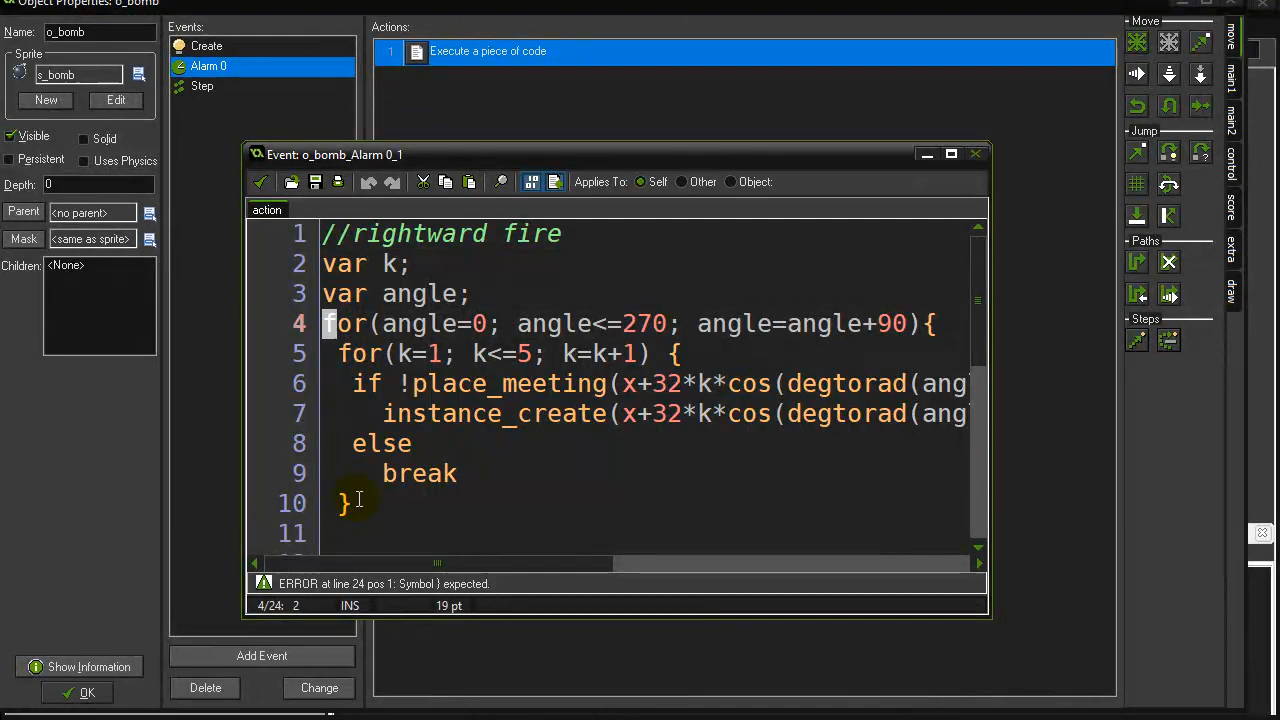 Object Properties: o_bomb
Name: o_bomb
Sprite
s_bomb
New Edit
Visible Solid
Persistent Uses Physics
Depth: 0
Parent <no parent>
Mask <same as sprite>
Children: <None>
Show Information
OK
Events:
Create
Alarm 0
Step
Add Event
Delete Change
Actions:
1 Execute a piece of code
Event: o_bomb_Alarm 0_1
Applies To: Self Other Object:
action
1 //rightward fire
2 var k;
3 var angle;
4 for(angle=0; angle<=270; angle=angle+90){
5 for(k=1; k<=5; k=k+1) {
6 if !place_meeting(x+32*k*cos(degtorad(ang
7 instance_create(x+32*k*cos(degtorad(ang
8 else
9 break
10 }
11
ERROR at line 24 pos 1: Symbol } expected.
4/24: 2 INS 19 pt
Move
Jump
Paths
Steps
move
main1
main2
control
score
extra
draw